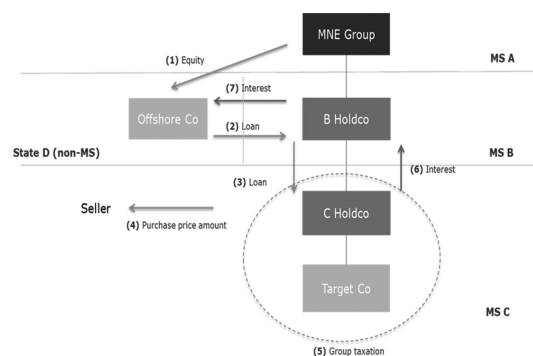 MNE Group
(1) Equity
MS A
(7) Interest
Offshore Co
B Holdco
(2) Loan
State D (non-MS)
MS B
(3) Loan
(6) Interest
Seller
C Holdco
(4) Purchase price amount
Target Co
MS C
(5) Group taxation